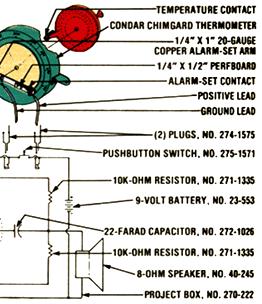 TEMPERATURE CONTACT
CONDAR CHIMGARD THERMOMETER
1/4" X 1" 20-GAUGE
COPPER ALARM-SET ARM
1/4" X 1/2" PERFBOARD
ALARM-SET CONTACT
POSITIVE LEAD
GROUND LEAD
(2) PLUGS, NO. 274-1575
PUSHBUTTON SWITCH, NO. 275-1571
10K-OHM RESISTOR, NO. 271-1335
9-VOLT BATTERY, NO. 23-553
22-FARAD CAPACITOR, NO. 272-1026
10K-OHM RESISTOR, NO. 271-1335
8-OHM SPEAKER, NO. 40-245
PROJECT BOX, NO. 270-222